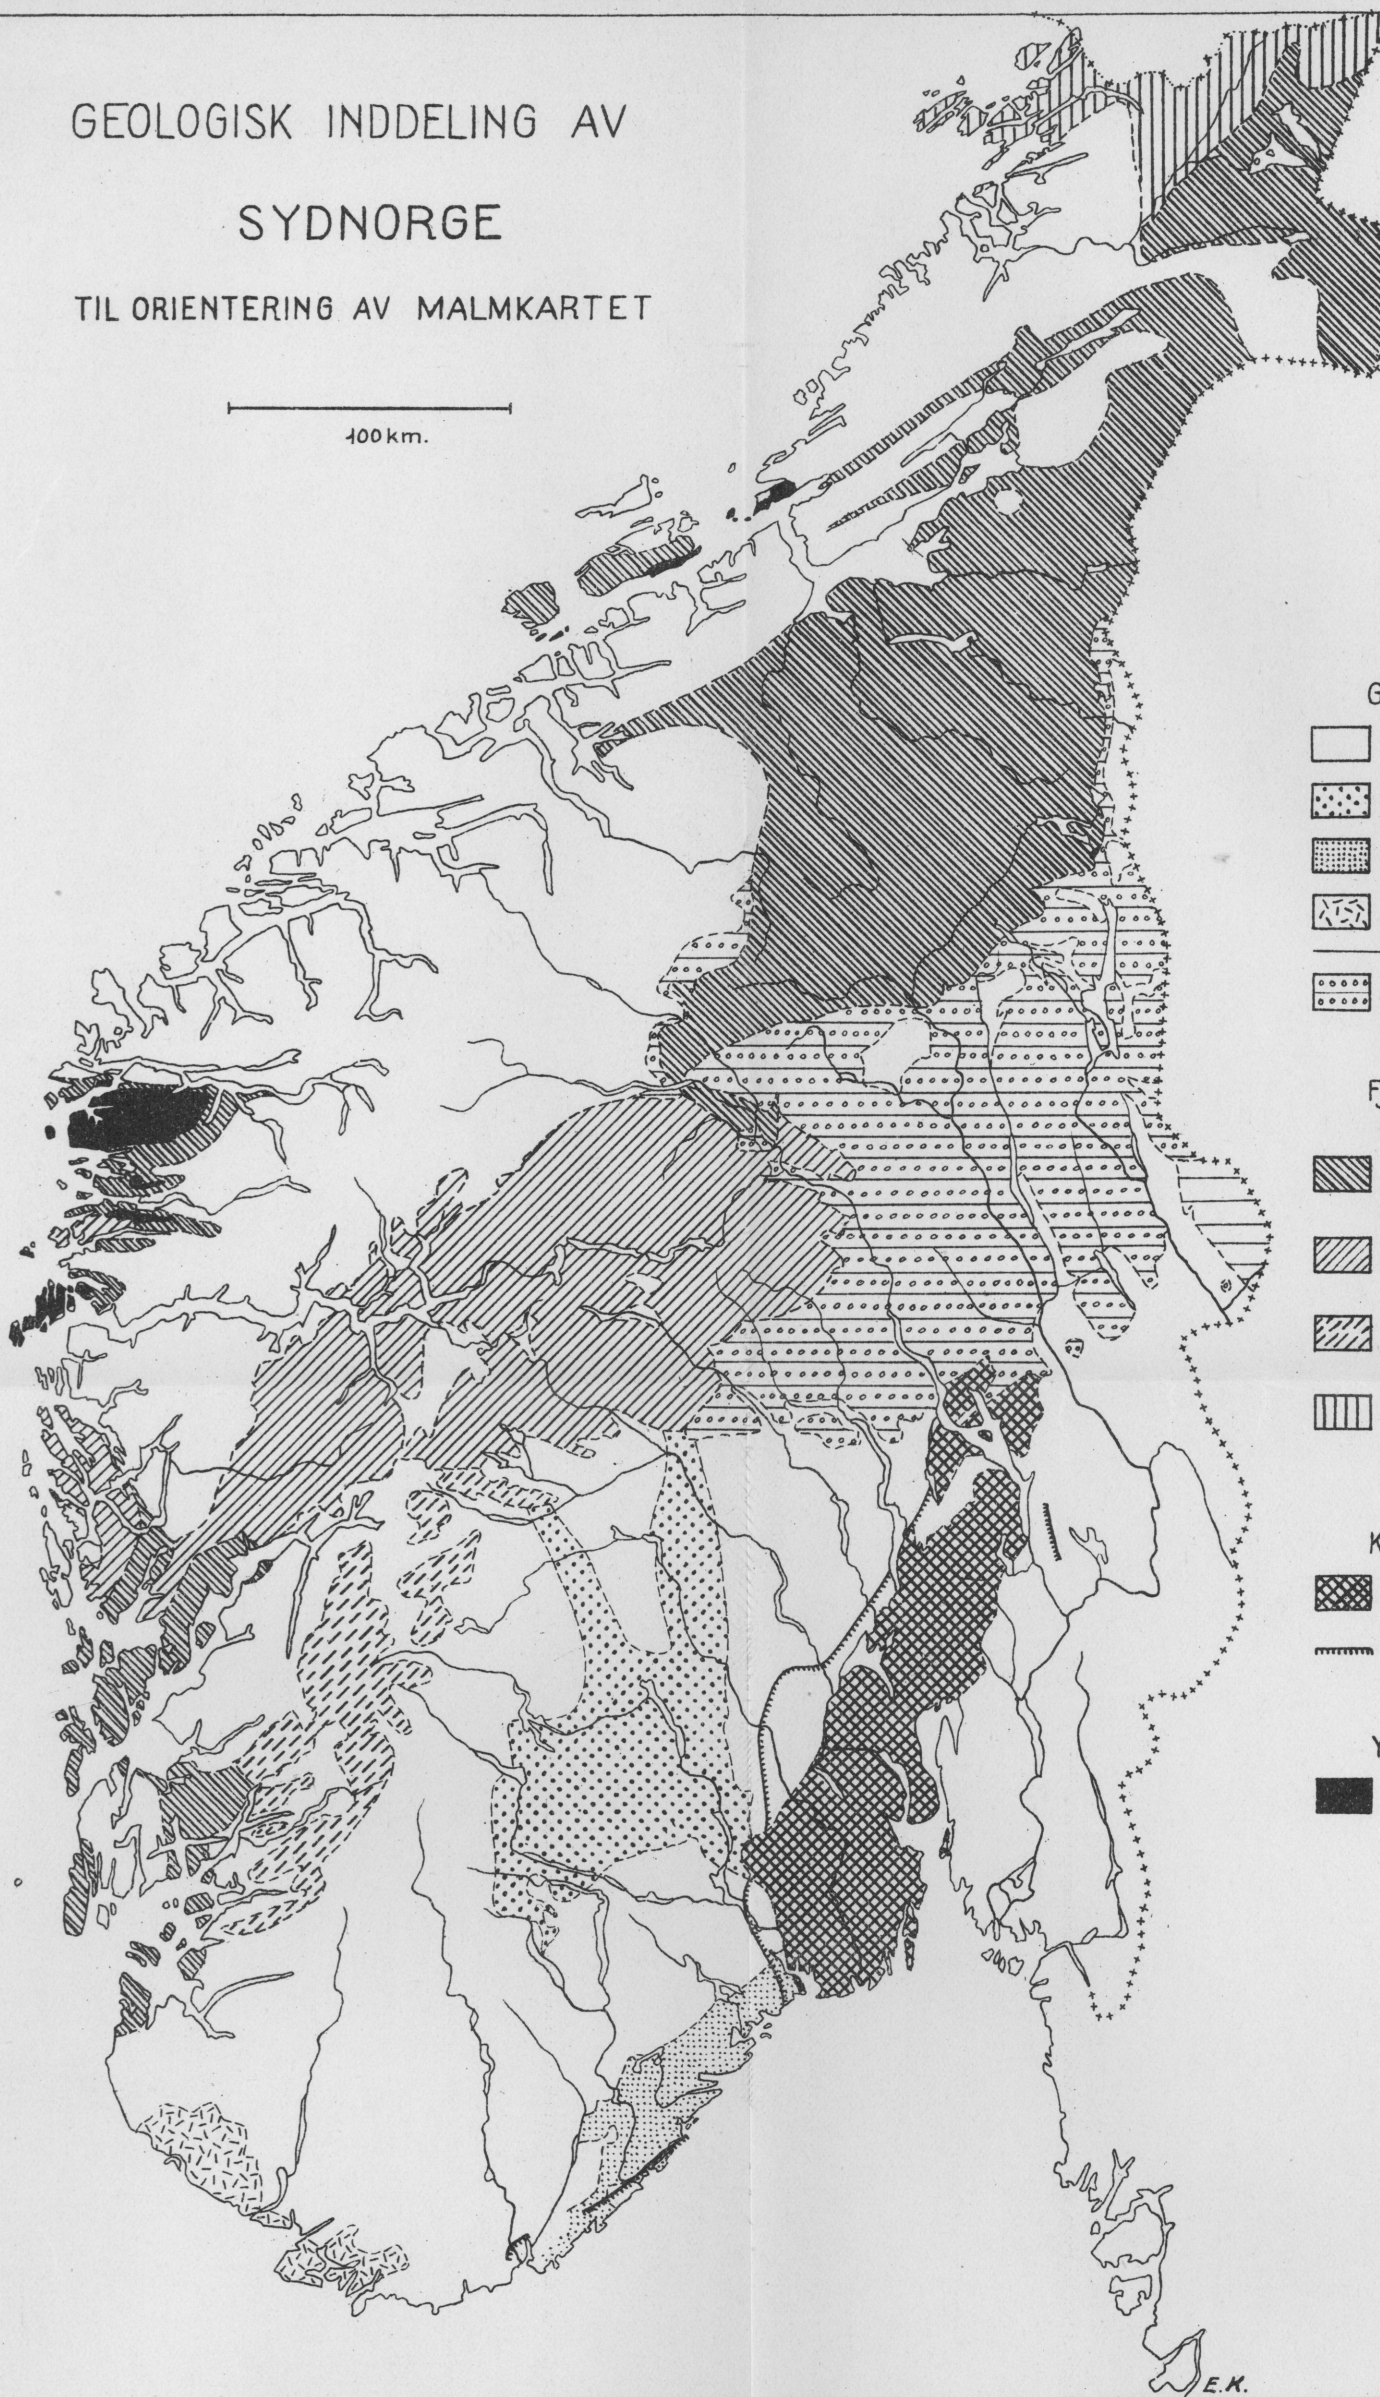 GEOLOGISK INDDELING AV
SYDNORGE
TIL ORIENTERING AV MALMKARTET
100 km.
G
F
K
Y
E.K.